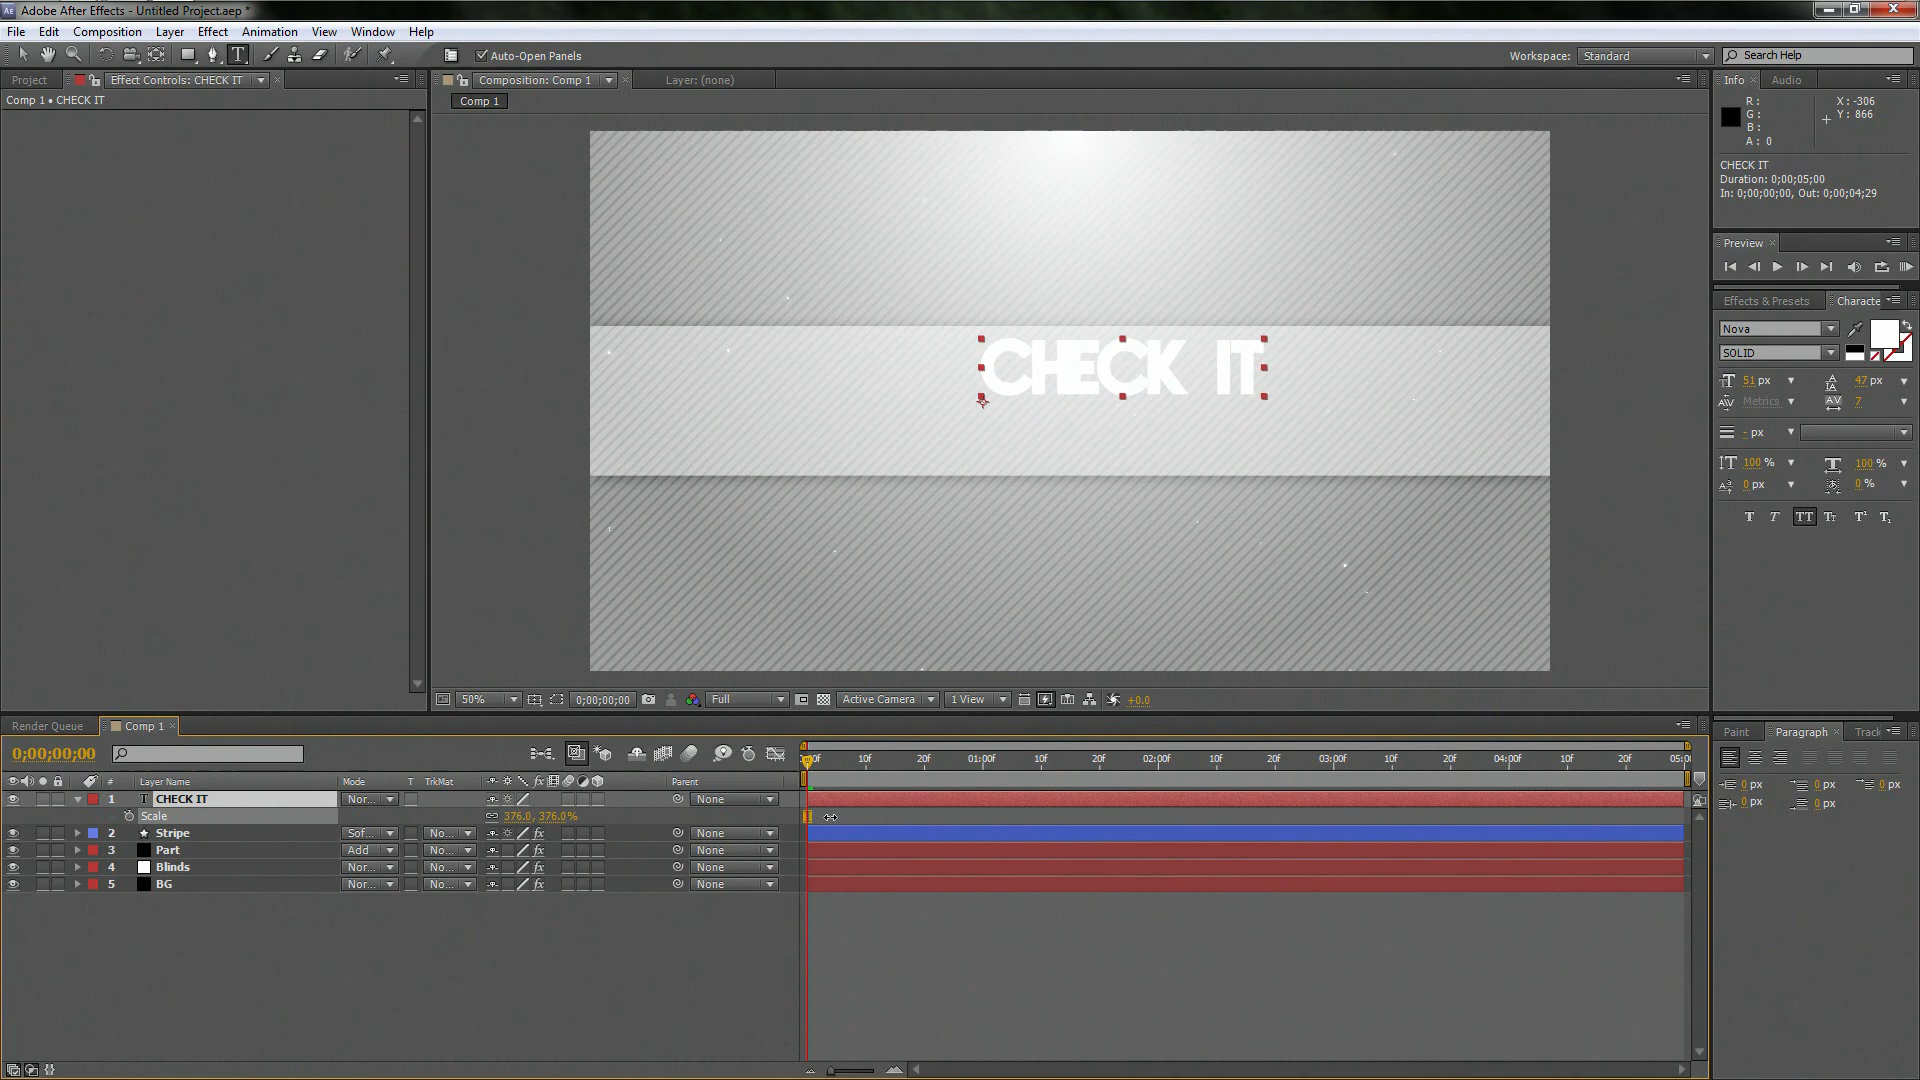 Adobe After Effects - Untitled Project.aep *
File Edit Composition Layer Effect Animation View Window Help
Auto-Open Panels
Workspace: Standard
Search Help
Project
Effect Controls: CHECK IT
Comp 1 • CHECK IT
Composition: Comp 1
Layer: (none)
Comp 1
CHECK IT
50%
0;00;00;00
Full
Active Camera
1 View
+0.0
Info Audio
R :
G :
B :
A : 0
X : -306
Y : 866
CHECK IT
Duration: 0;00;05;00
In: 0;00;00;00, Out: 0;00;04;29
Preview
Effects & Presets Characte
Nova
SOLID
51 px 47 px
Metrics 7
- px
100 % 100 %
0 px 0 %
Paint Paragraph Track
0 px 0 px 0 px
0 px 0 px
Render Queue Comp 1
0;00;00;00
# Layer Name Mode T TrkMat Parent
1 T CHECK IT Nor... None
Scale 376.0, 376.0%
2 Stripe Sof... No... None
3 Part Add No... None
4 Blinds Nor... No... None
5 BG Nor... No... None
10f 20f 01:00f 10f 20f 02:00f 10f 20f 03:00f 10f 20f 04:00f 10f 20f 05:0